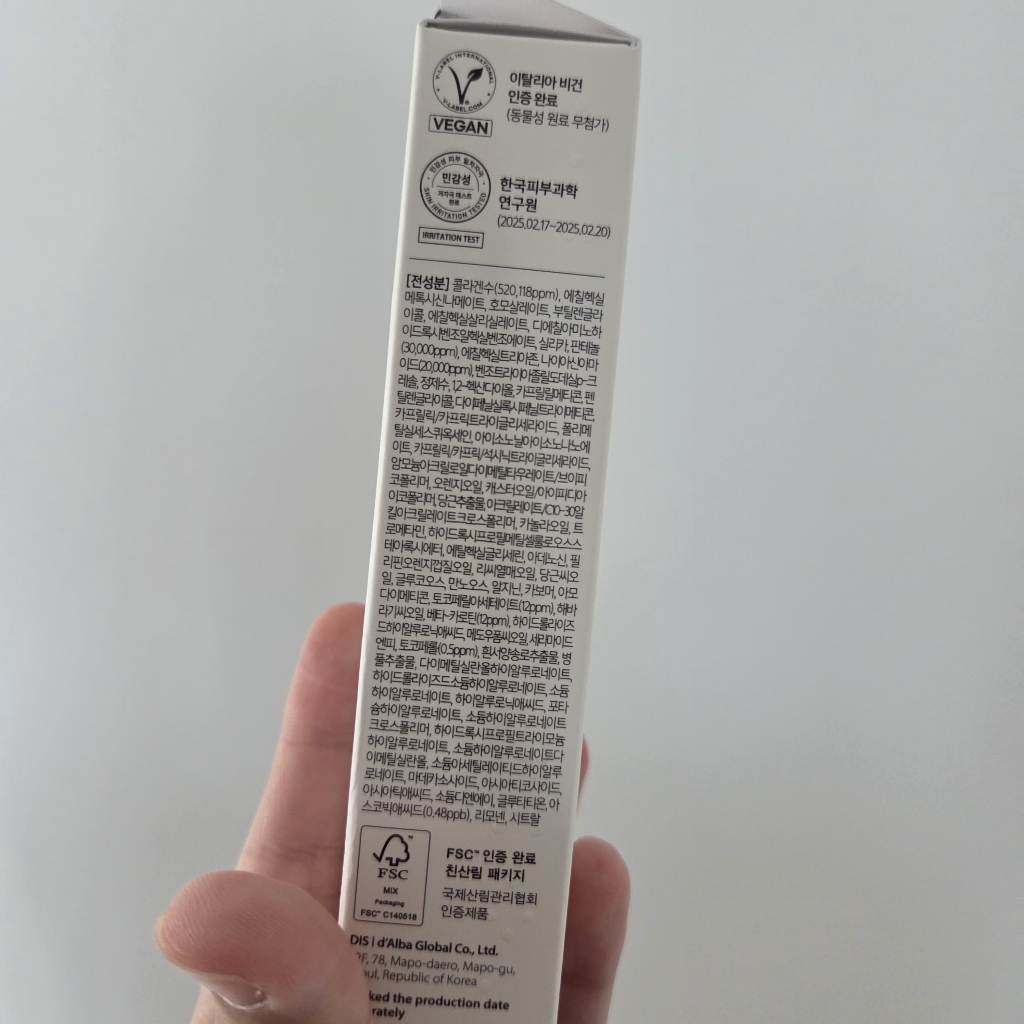 V-LABEL INTERNATIONAL
V-LABEL.COM
VEGAN
이탈리아 비건
인증 완료
(동물성 원료 무첨가)
민감성 피부
민감성
저자극 테스트
완료
SKIN IRRITATION TESTED
IRRITATION TEST
한국피부과학
연구원
(2025.02.17~2025.02.20)
[전성분] 콜라겐수(520,118ppm), 에칠헥실
메톡시신나메이트, 호모살레이트, 부틸렌글라
이콜, 에칠헥실살리실레이트, 디에칠아미노하
이드록시벤조일헥실벤조에이트, 실리카, 판테놀
(30,000ppm), 에칠헥실트리아존, 나이아신아마
이드(20,000ppm), 벤조트라이아졸릴도데실p-크
레솔, 정제수, 1,2-헥산다이올, 카프릴릴메티콘, 펜
틸렌글라이콜, 다이페닐실록시페닐트라이메티콘,
카프릴릭/카프릭트라이글리세라이드, 폴리메
틸실세스퀴옥세인, 아이소노닐아이소노나노에
이트, 카프릴릭/카프릭/석시닉트라이글리세라이드,
암모늄아크릴로일다이메틸타우레이트/브이피
코폴리머, 오렌지오일, 캐스터오일/아이피디아
이코폴리머, 당근추출물, 아크릴레이트/C10-30알
킬아크릴레이트크로스폴리머, 카놀라오일, 트
로메타민, 하이드록시프로필메틸셀룰로오스스
테아록시에터, 에틸헥실글리세린, 아데노신, 필
리핀오렌지껍질오일, 리씨열매오일, 당근씨오
일, 글루코오스, 만노오스, 알지닌, 카보머, 아모
다이메티콘, 토코페릴아세테이트(12ppm), 해바
라기씨오일, 베타-카로틴(12ppm), 하이드롤라이즈
드하이알루로닉애씨드, 메도우폼씨오일, 세라마이드
엔피, 토코페롤(0.5ppm), 흰서양송로추출물, 병
풀추출물, 다이메틸실란올하이알루로네이트,
하이드롤라이즈드소듐하이알루로네이트, 소듐
하이알루로네이트, 하이알루로닉애씨드, 포타
슘하이알루로네이트, 소듐하이알루로네이트
크로스폴리머, 하이드록시프로필트라이모늄
하이알루로네이트, 소듐하이알루로네이트다
이메틸실란올, 소듐아세틸레이티드하이알루
로네이트, 마데카소사이드, 아시아티코사이드,
아시아틱애씨드, 소듐디엔에이, 글루타티온, 아
스코빅애씨드(0.48ppb), 리모넨, 시트랄
FSC
MIX
Packaging
FSC™ C140518
FSC™ 인증 완료
친산림 패키지
국제산림관리협회
인증제품
DIS | d'Alba Global Co., Ltd.
2F, 78, Mapo-daero, Mapo-gu,
oul, Republic of Korea
ked the production date
rately